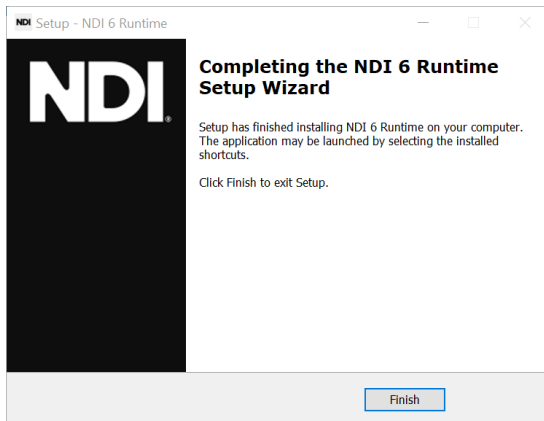 NDI Setup - NDI 6 Runtime
NDI®
Completing the NDI 6 Runtime
Setup Wizard
Setup has finished installing NDI 6 Runtime on your computer.
The application may be launched by selecting the installed
shortcuts.
Click Finish to exit Setup.
Finish